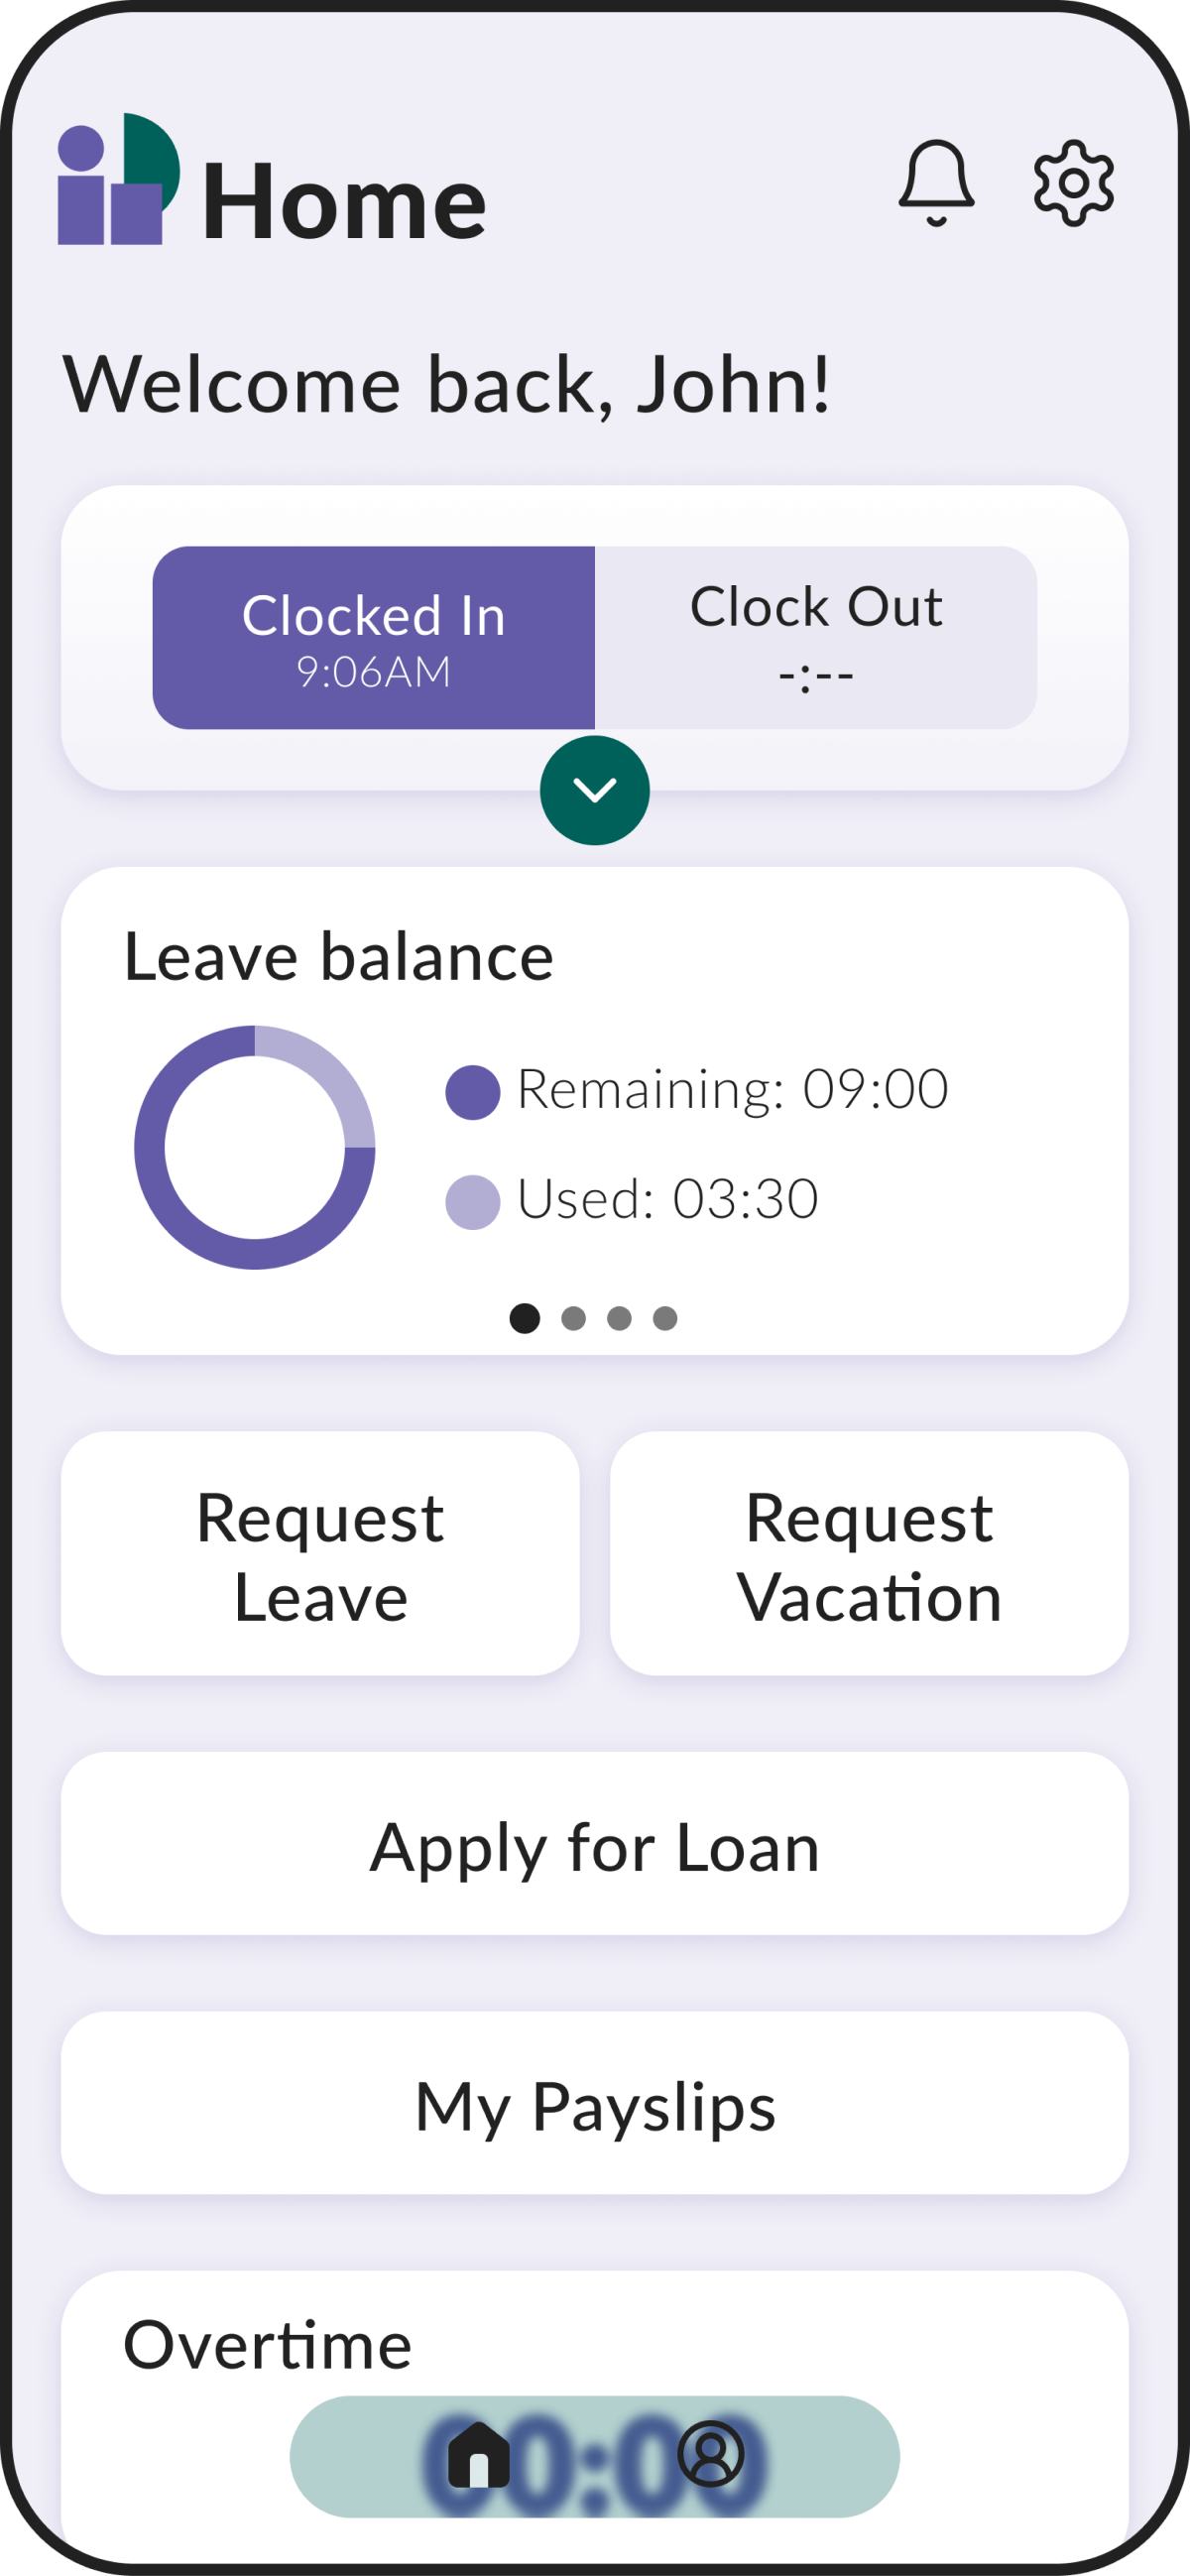 Home
Welcome back, John!
Clocked In
9:06AM
Clock Out
-:--
Leave balance
Remaining: 09:00
Used: 03:30
Request
Leave
Request
Vacation
Apply for Loan
My Payslips
Overtime
00:00